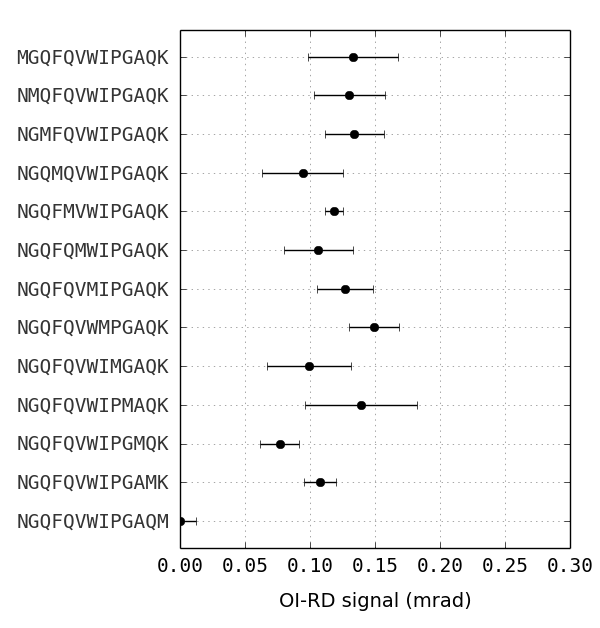 MGQFQVWIPGAQK
NMQFQVWIPGAQK
NGMFQVWIPGAQK
NGQMQVWIPGAQK
NGQFMVWIPGAQK
NGQFQMWIPGAQK
NGQFQVMIPGAQK
NGQFQVWMPGAQK
NGQFQVWIMGAQK
NGQFQVWIPMAQK
NGQFQVWIPGMQK
NGQFQVWIPGAMK
NGQFQVWIPGAQM
0.00 0.05 0.10 0.15 0.20 0.25 0.30
OI-RD signal (mrad)